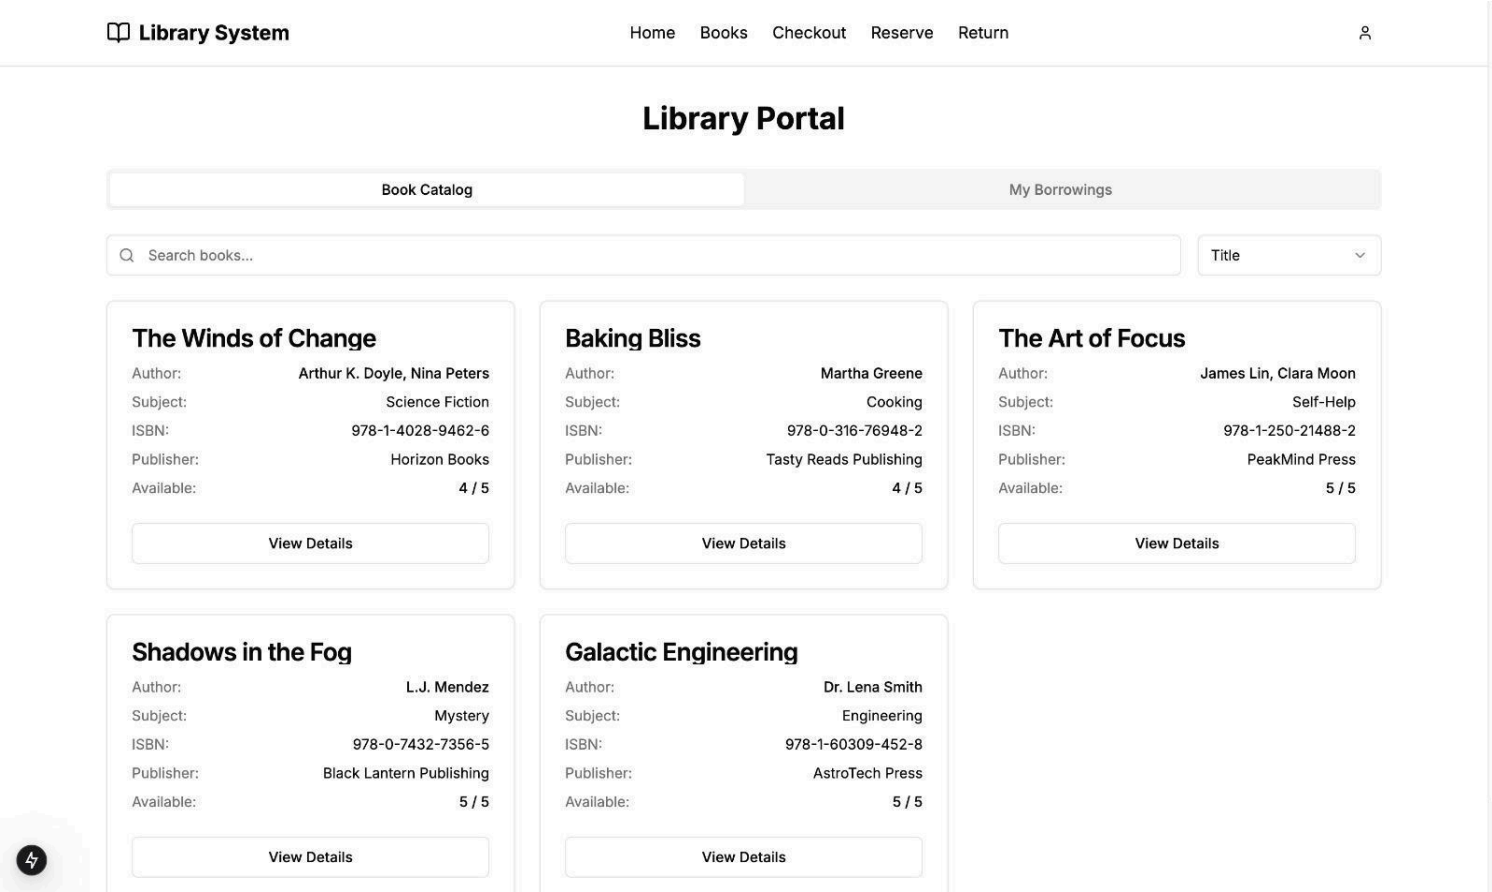 Library System
Home Books Checkout Reserve Return
Library Portal
Book Catalog
My Borrowings
Search books...
Title
The Winds of Change
Author: Arthur K. Doyle, Nina Peters
Subject: Science Fiction
ISBN: 978-1-4028-9462-6
Publisher: Horizon Books
Available: 4 / 5
View Details
Baking Bliss
Author: Martha Greene
Subject: Cooking
ISBN: 978-0-316-76948-2
Publisher: Tasty Reads Publishing
Available: 4 / 5
View Details
The Art of Focus
Author: James Lin, Clara Moon
Subject: Self-Help
ISBN: 978-1-250-21488-2
Publisher: PeakMind Press
Available: 5 / 5
View Details
Shadows in the Fog
Author: L.J. Mendez
Subject: Mystery
ISBN: 978-0-7432-7356-5
Publisher: Black Lantern Publishing
Available: 5 / 5
View Details
Galactic Engineering
Author: Dr. Lena Smith
Subject: Engineering
ISBN: 978-1-60309-452-8
Publisher: AstroTech Press
Available: 5 / 5
View Details